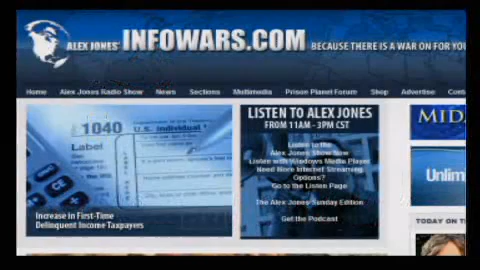 ALEX JONES' INFOWARS.COM BECAUSE THERE IS A WAR ON FOR YOU
Home Alex Jones Radio Show News Sections Multimedia Prison Planet Forum Shop Advertise Cont
1040
U.S. Individual
Label
Increase In First-Time
Delinquent Income Taxpayers
LISTEN TO ALEX JONES
FROM 11AM - 3PM CST
Listen to the
Alex Jones Show Now
Listen with Windows Media Player
Need More Internet Streaming
Options?
Go to the Listen Page
The Alex Jones Sunday Edition
Get the Podcast
MID
Unlim
TODAY ON T